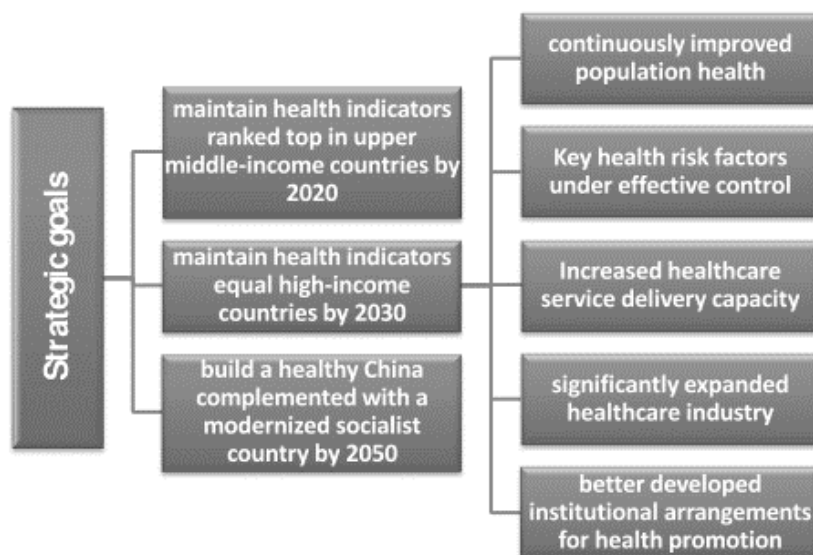 Strategic goals
maintain health indicators
ranked top in upper
middle-income countries by
2020
maintain health indicators
equal high-income
countries by 2030
build a healthy China
complemented with a
modernized socialist
country by 2050
continuously improved
population health
Key health risk factors
under effective control
Increased healthcare
service delivery capacity
significantly expanded
healthcare industry
better developed
institutional arrangements
for health promotion